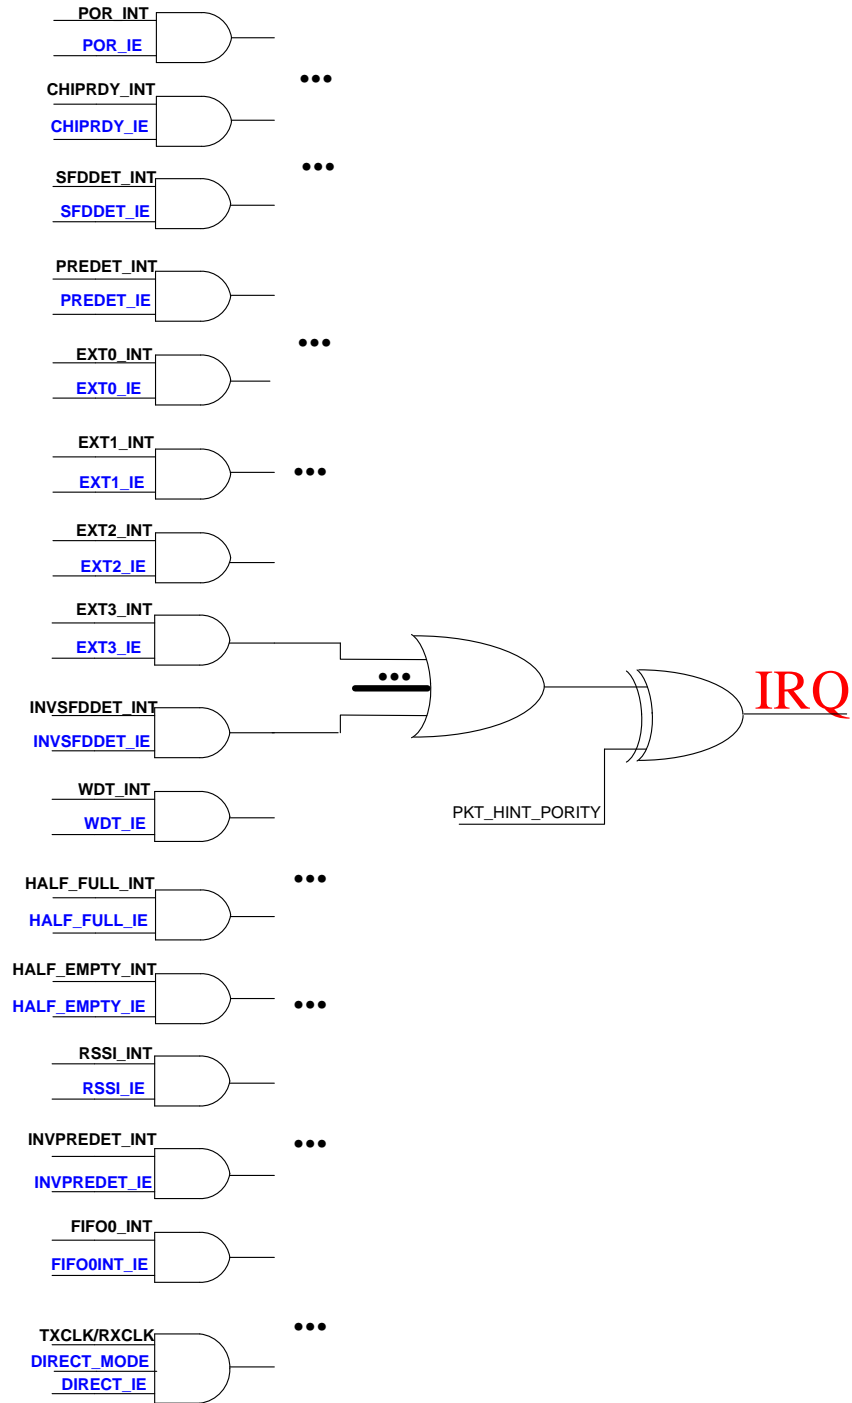 POR_INT
POR_IE
CHIPRDY_INT
CHIPRDY_IE
SFDDET_INT
SFDDET_IE
PREDET_INT
PREDET_IE
EXT0_INT
EXT0_IE
EXT1_INT
EXT1_IE
EXT2_INT
EXT2_IE
EXT3_INT
EXT3_IE
IRQ
INVSFDDET_INT
INVSFDDET_IE
WDT_INT
PKT_HINT_PORITY
WDT_IE
HALF_FULL_INT
HALF_FULL_IE
HALF_EMPTY_INT
HALF_EMPTY_IE
RSSI_INT
RSSI_IE
INVPREDET_INT
INVPREDET_IE
FIFO0_INT
FIFO0INT_IE
TXCLK/RXCLK
DIRECT_MODE
DIRECT_IE